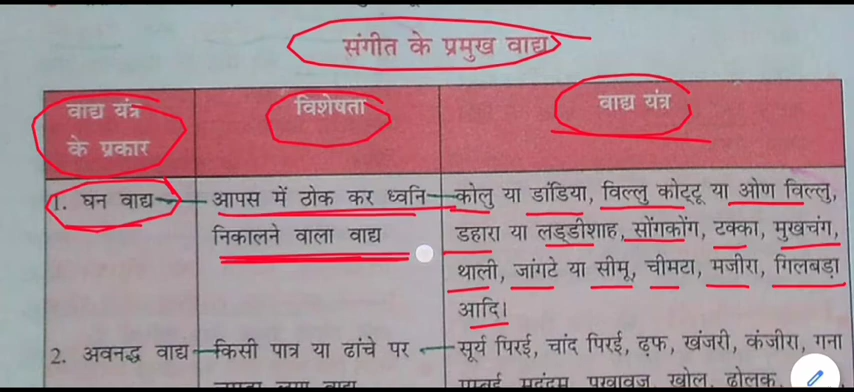 संगीत के प्रमुख वाद्य
वाद्य यंत्र के प्रकार
विशेषता
वाद्य यंत्र
1. घन वाद्य
आपस में ठोक कर ध्वनि
निकालने वाला वाद्य
कोलु या डांडिया, विल्लु कोट्टू या ओण विल्लु,
डहारा या लड्डीशाह, सोंगकोंग, टक्का, मुखचंग,
थाली, जांगटे या सीमू, चीमटा, मजीरा, गिलबड़ा
आदि।
2. अवनद्ध वाद्य
किसी पात्र या ढांचे पर
सूर्य पिरई, चांद पिरई, ढ़फ, खंजरी, कंजीरा, गना